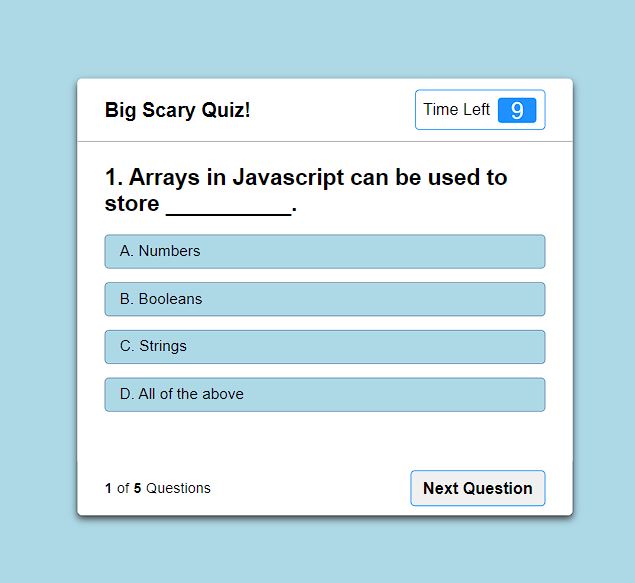 Big Scary Quiz!
Time Left 9
1. Arrays in Javascript can be used to
store __________.
A. Numbers
B. Booleans
C. Strings
D. All of the above
1 of 5 Questions
Next Question